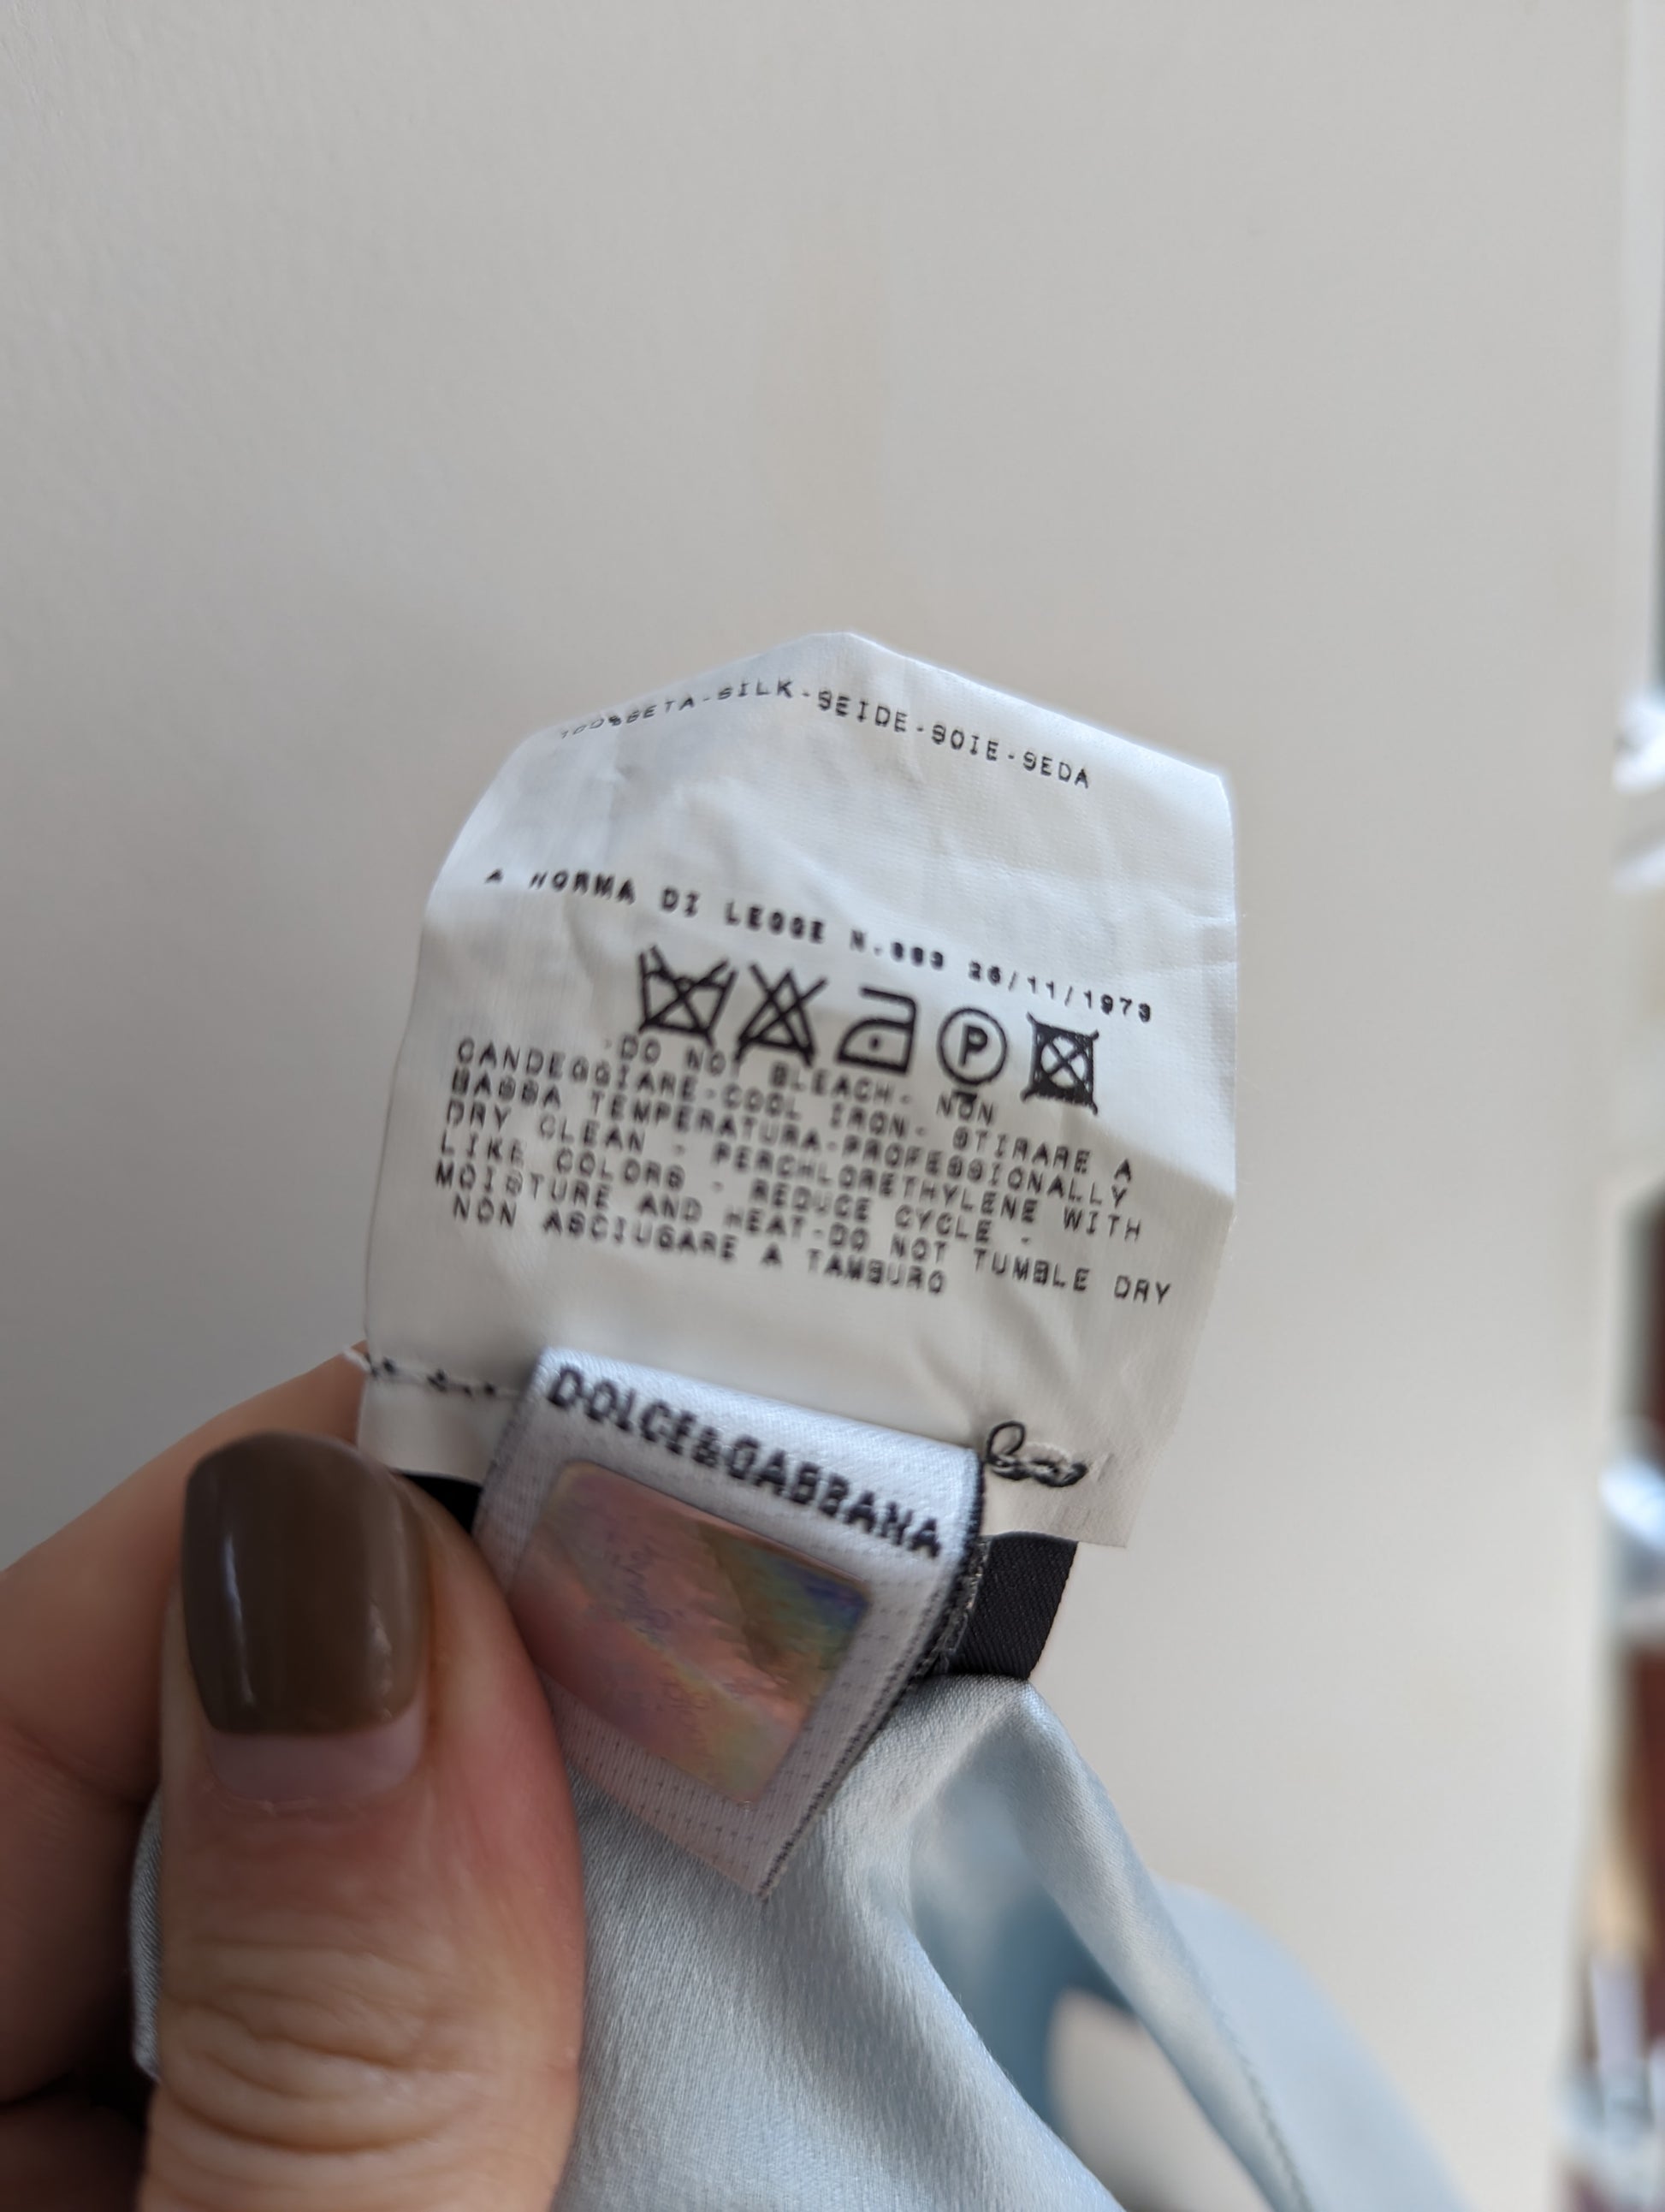 100%SETA-SILK-SEIDE-SOIE-SEDA
A NORMA DI LEGGE N.883 26/11/1973
P
-DO NOT BLEACH- NON
CANDEGGIARE-COOL IRON- STIRARE A
BASSA TEMPERATURA-PROFESSIONALLY
DRY CLEAN - PERCHLORETHYLENE WITH
LIKE COLORS - REDUCE CYCLE -
MOISTURE AND HEAT-DO NOT TUMBLE DRY
NON ASCIUGARE A TAMBURO
DOLCE&GABBANA